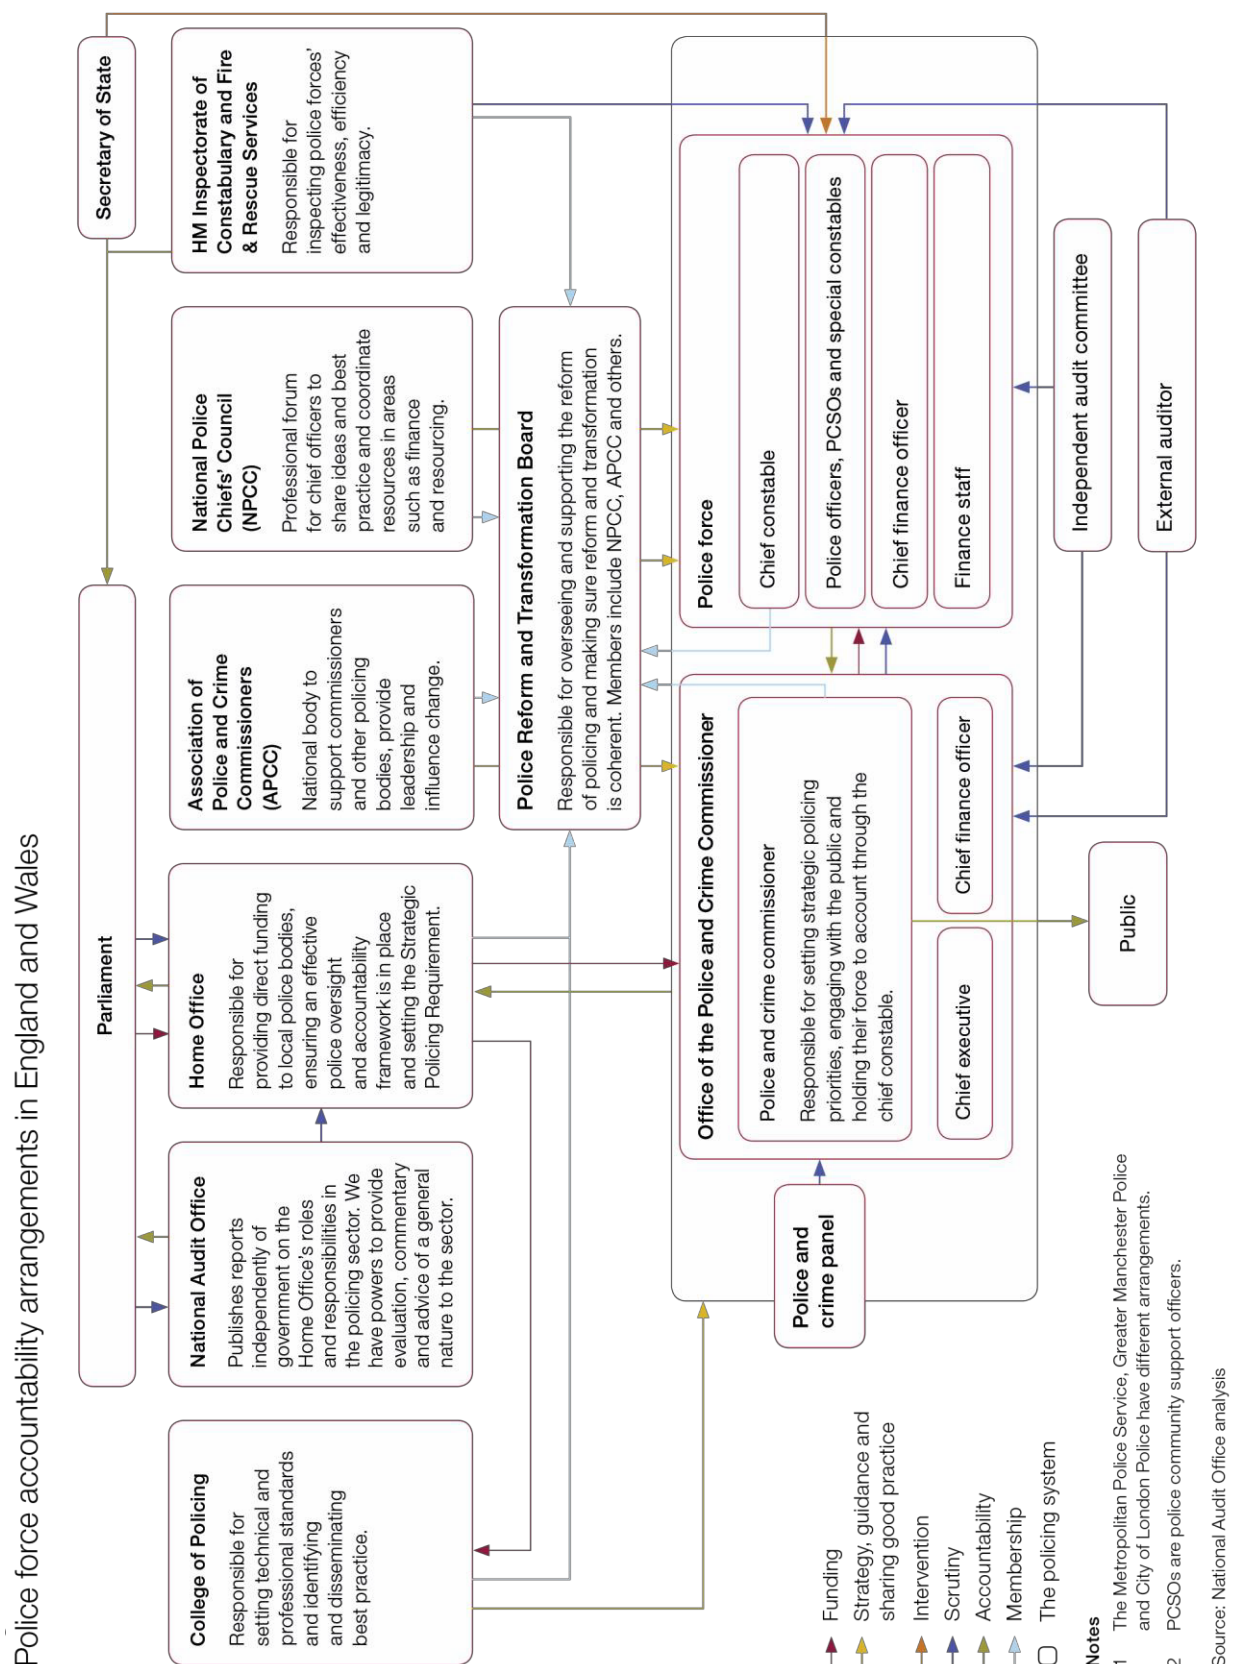 Police force accountability arrangements in England and Wales
Parliament
Secretary of State
College of Policing
Responsible for
setting technical and
professional standards
and identifying
and disseminating
best practice.
National Audit Office
Publishes reports
independently of
government on the
Home Office's roles
and responsibilities in
the policing sector. We
have powers to provide
evaluation, commentary
and advice of a general
nature to the sector.
Home Office
Responsible for
providing direct funding
to local police bodies,
ensuring an effective
police oversight
and accountability
framework is in place
and setting the Strategic
Policing Requirement.
Association of
Police and Crime
Commissioners
(APCC)
National body to
support commissioners
and other policing
bodies, provide
leadership and
influence change.
National Police
Chiefs' Council
(NPCC)
Professional forum
for chief officers to
share ideas and best
practice and coordinate
resources in areas
such as finance
and resourcing.
HM Inspectorate of
Constabulary and Fire
& Rescue Services
Responsible for
inspecting police forces'
effectiveness, efficiency
and legitimacy.
Police Reform and Transformation Board
Responsible for overseeing and supporting the reform
of policing and making sure reform and transformation
is coherent. Members include NPCC, APCC and others.
Police and
crime panel
Office of the Police and Crime Commissioner
Police and crime commissioner
Responsible for setting strategic policing
priorities, engaging with the public and
holding their force to account through the
chief constable.
Chief executive
Chief finance officer
Police force
Chief constable
Police officers, PCSOs and special constables
Chief finance officer
Finance staff
Public
Independent audit committee
External auditor
Funding
Strategy, guidance and
sharing good practice
Intervention
Scrutiny
Accountability
Membership
The policing system
Notes
1 The Metropolitan Police Service, Greater Manchester Police
and City of London Police have different arrangements.
2 PCSOs are police community support officers.
Source: National Audit Office analysis